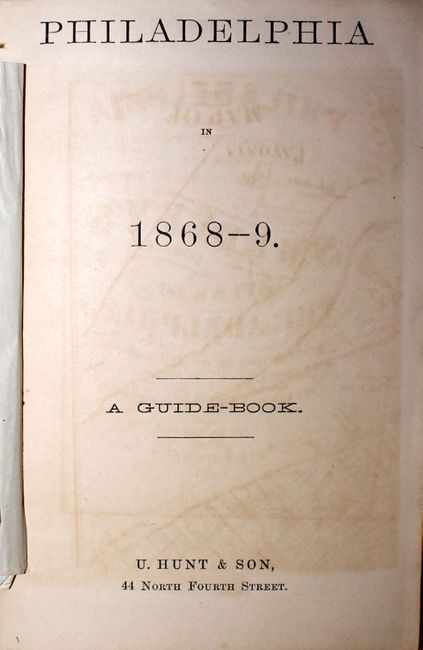 PHILADELPHIA
IN
1868–9.
A GUIDE-BOOK.
U. HUNT & SON,
44 NORTH FOURTH STREET.